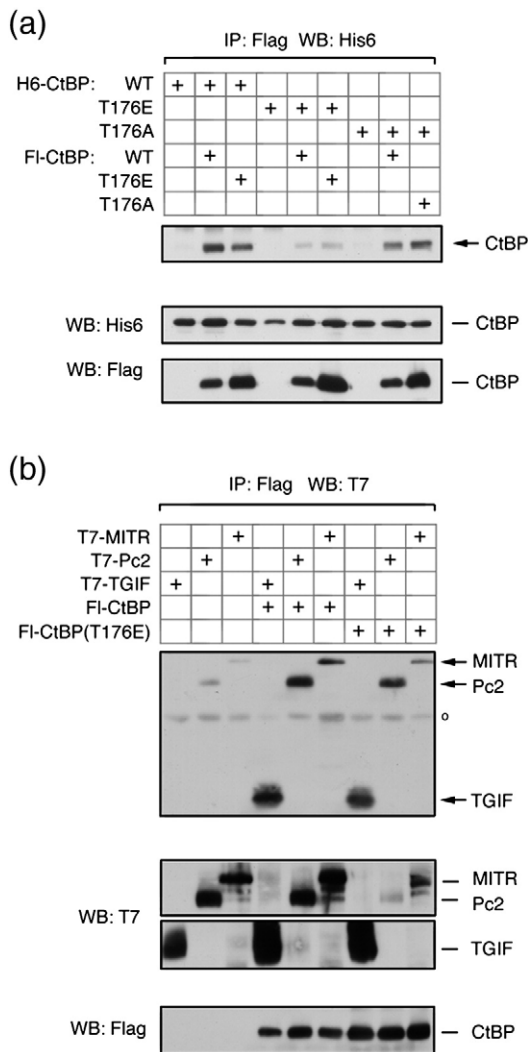 (a)
IP: Flag WB: His6
H6-CtBP: WT + + +
T176E + + +
T176A + + +
Fl-CtBP: WT + + +
T176E + +
T176A +
CtBP
WB: His6 CtBP
WB: Flag CtBP
(b)
IP: Flag WB: T7
T7-MITR + + +
T7-Pc2 + + +
T7-TGIF + + +
Fl-CtBP + + +
Fl-CtBP(T176E) + + +
MITR
Pc2
o
TGIF
MITR
Pc2
WB: T7
TGIF
WB: Flag CtBP